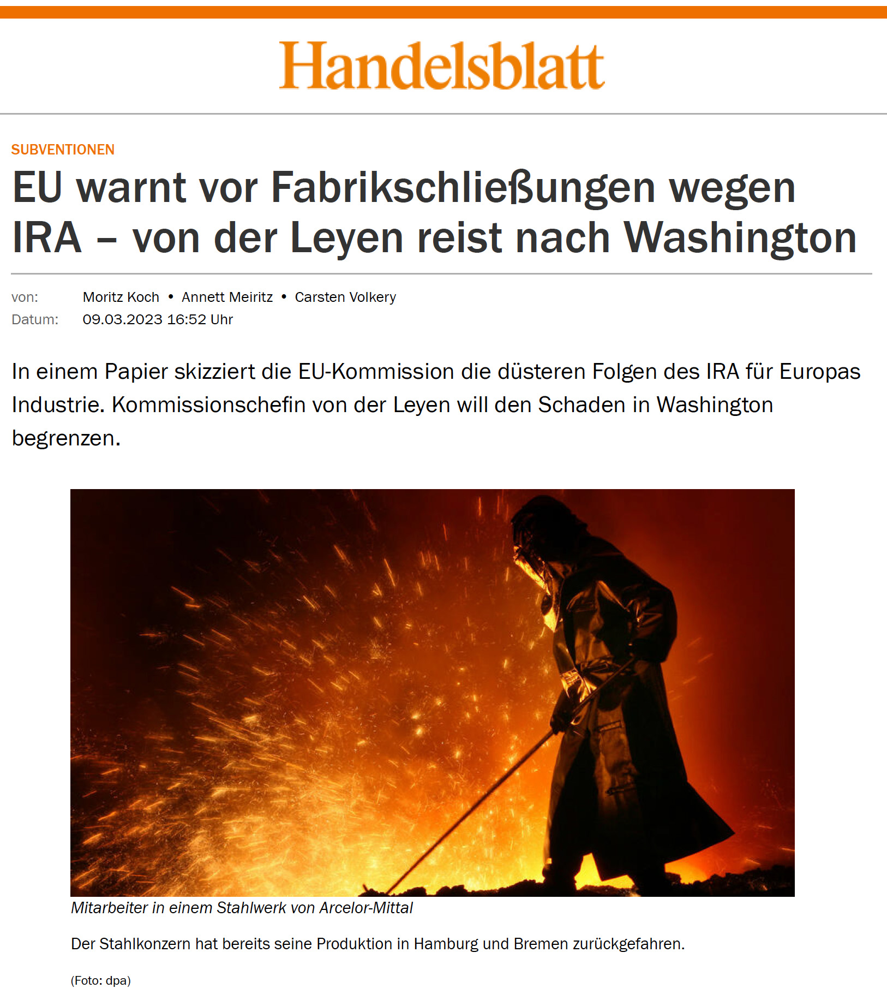 Handelsblatt
SUBVENTIONEN
EU warnt vor Fabrikschließungen wegen
IRA – von der Leyen reist nach Washington
von: Moritz Koch • Annett Meiritz • Carsten Volkery
Datum: 09.03.2023 16:52 Uhr
In einem Papier skizziert die EU-Kommission die düsteren Folgen des IRA für Europas
Industrie. Kommissionschefin von der Leyen will den Schaden in Washington
begrenzen.
Mitarbeiter in einem Stahlwerk von Arcelor-Mittal
Der Stahlkonzern hat bereits seine Produktion in Hamburg und Bremen zurückgefahren.
(Foto: dpa)